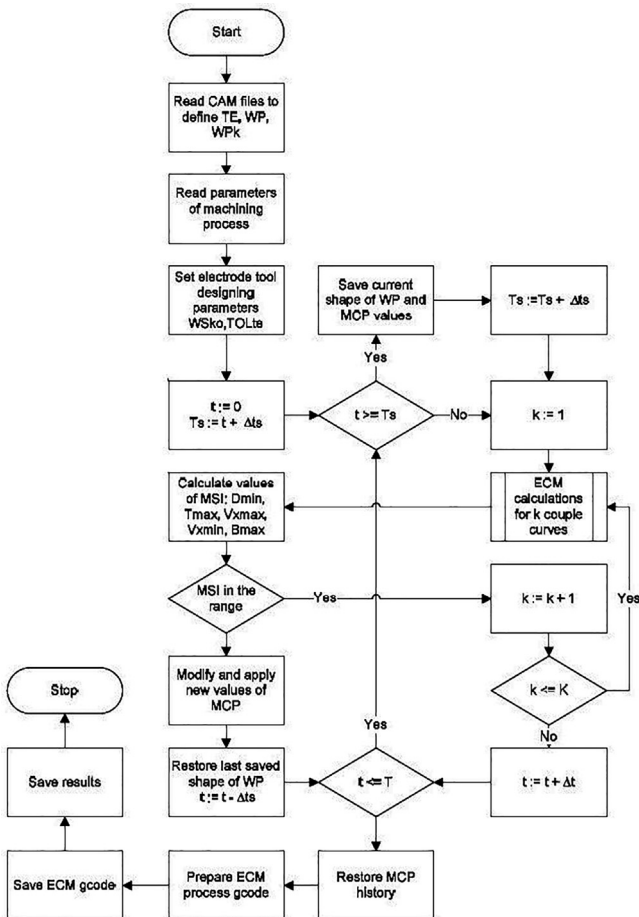 Start
Read CAM files to
define TE, WP,
WPk
Read parameters
of machining
process
Set electrode tool
designing
parameters
WSko,TOLte
Save current
shape of WP and
MCP values
Ts :=Ts + Δts
Yes
t := 0
Ts := t + Δts
t >= Ts
No
k := 1
Calculate values
of MSI: Dmin,
Tmax, Vxmax,
Vxmin, Bmax
ECM
calculations
for k couple
curves
MSI in the
range
Yes
k := k + 1
Yes
Stop
Modify and apply
new values of
MCP
k <= K
Yes
No
Save results
Restore last saved
shape of WP
t := t - Δts
t <= T
t := t + Δt
Save ECM gcode
Prepare ECM
process gcode
Restore MCP
history